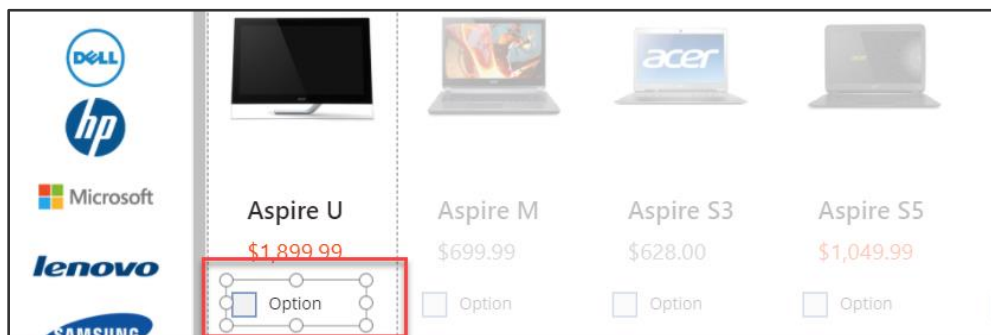 DELL
hp
Microsoft
lenovo
SAMSUNG
acer
Aspire U
Aspire M
Aspire S3
Aspire S5
$1,899.99
$699.99
$628.00
$1,049.99
Option
Option
Option
Option